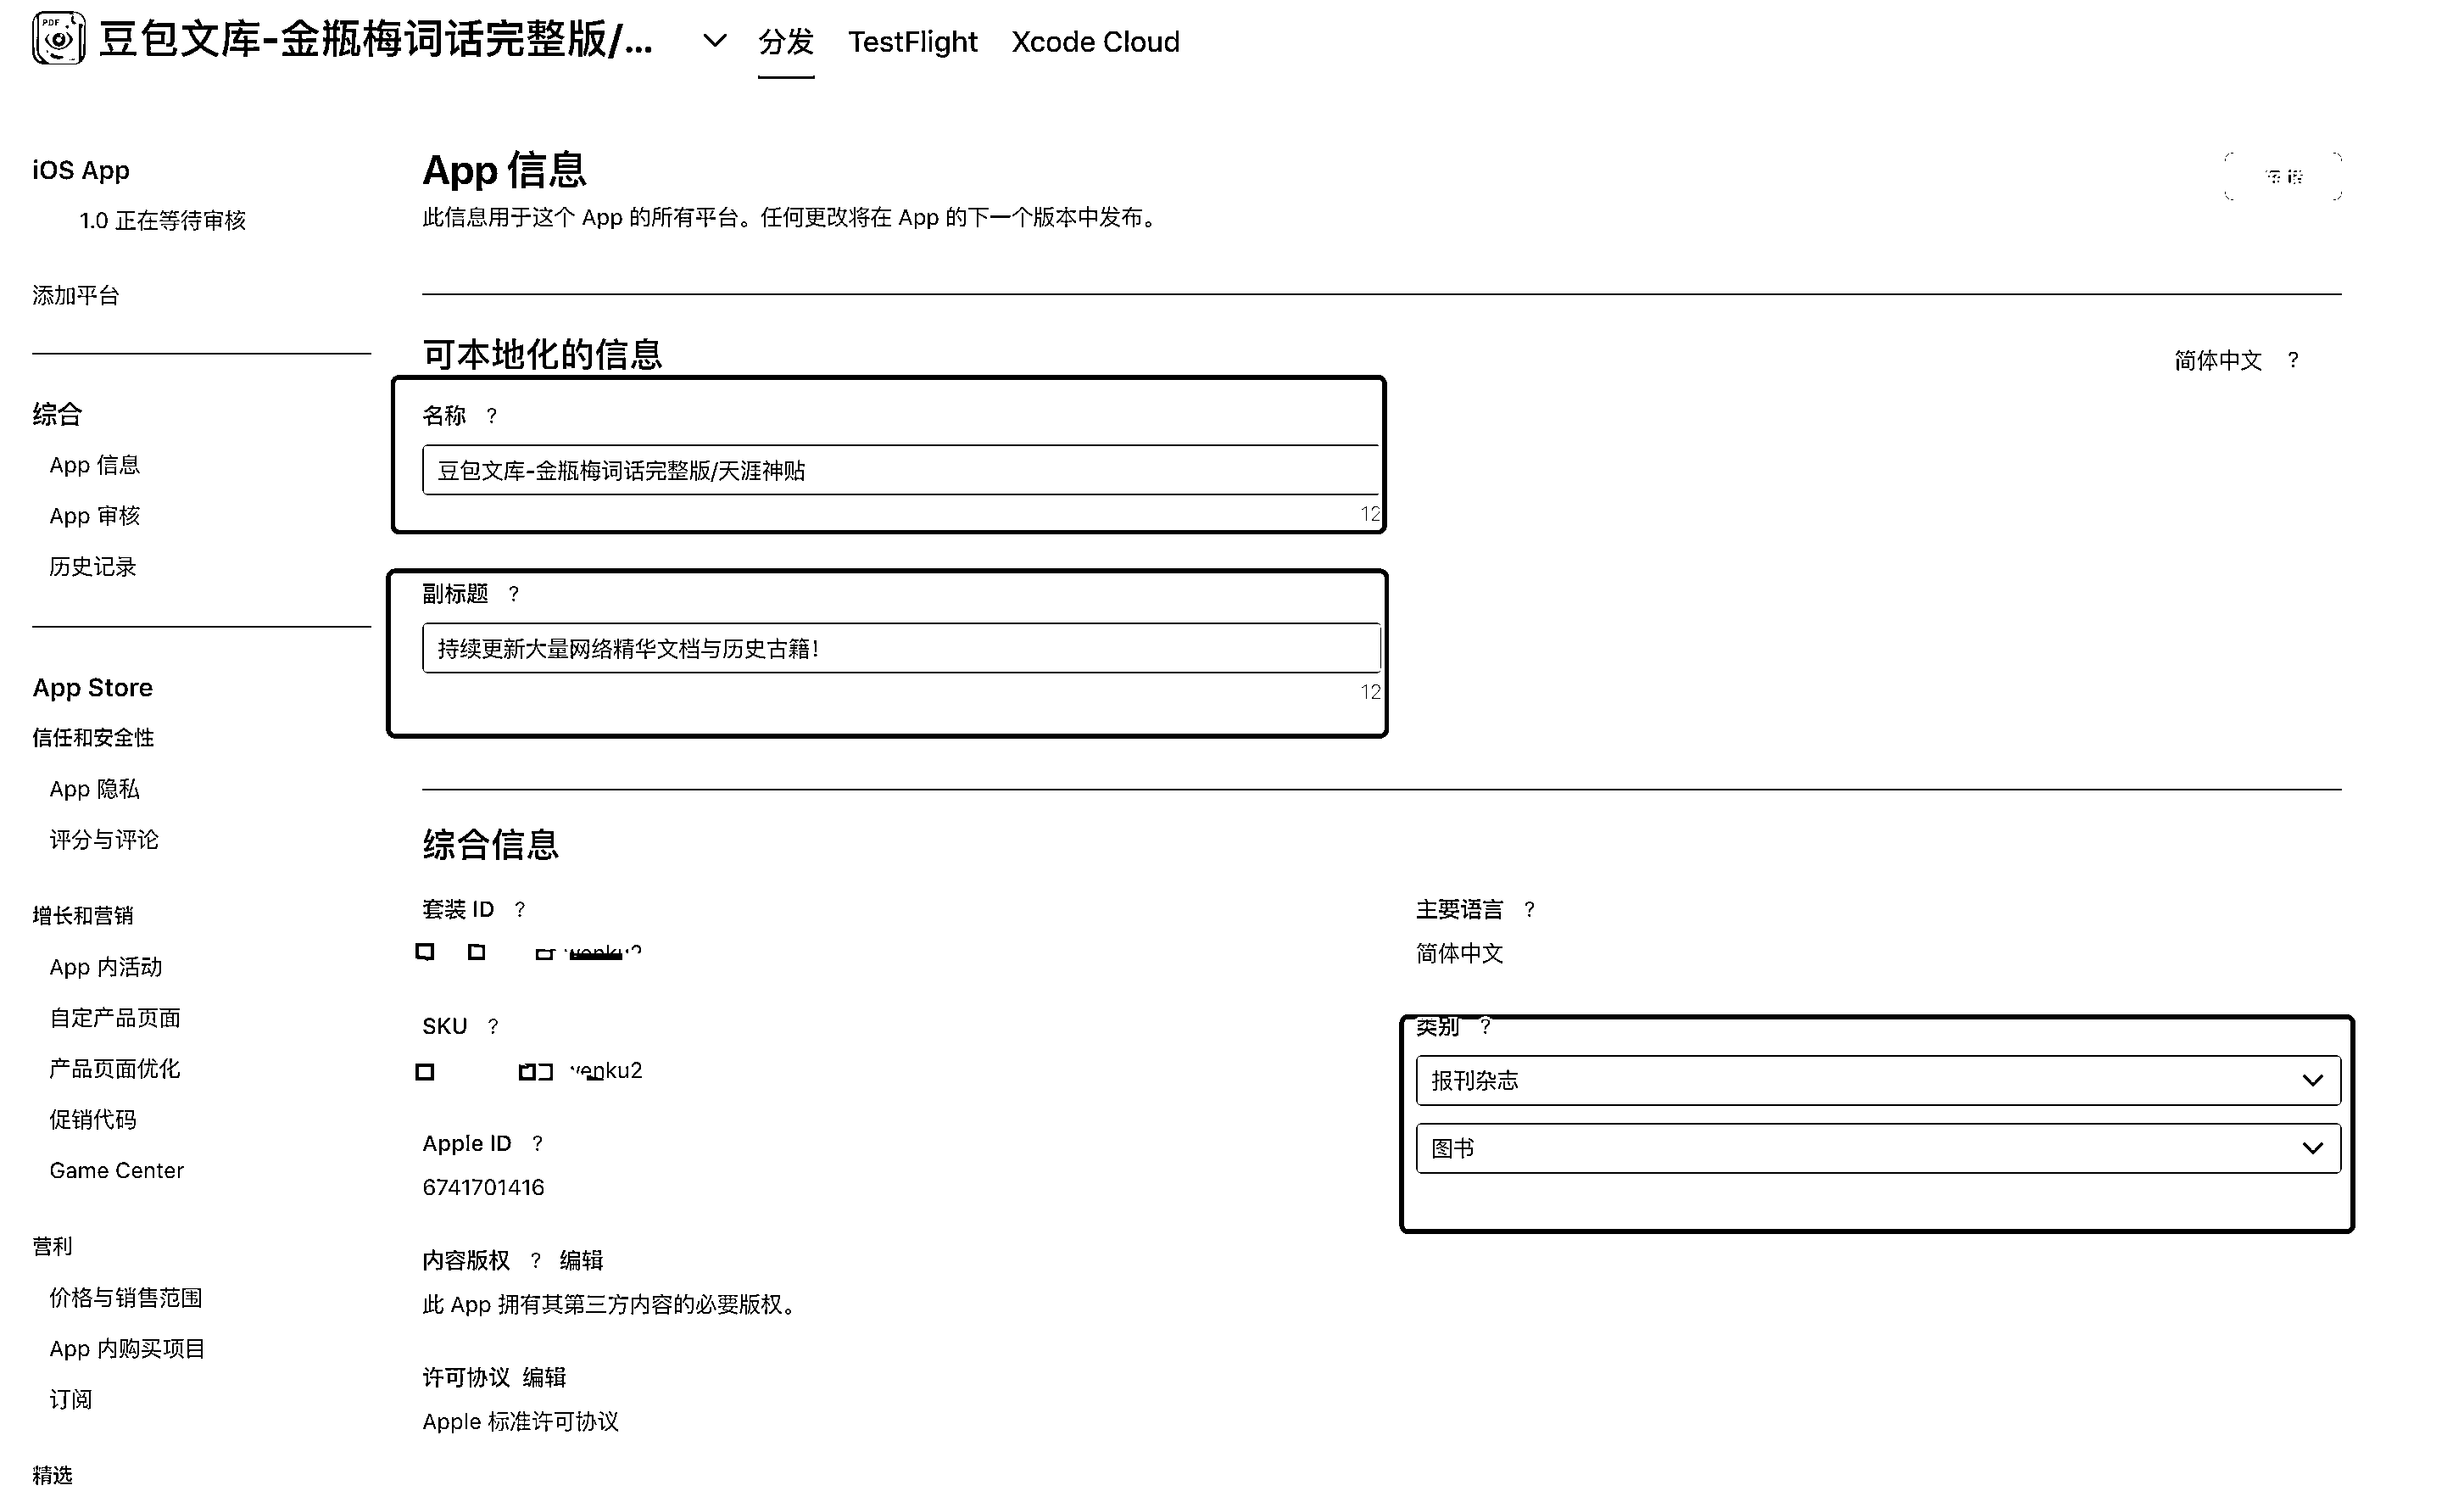 PDF
豆包文库-金瓶梅词话完整版/...
分发 TestFlight Xcode Cloud
iOS App
1.0 正在等待审核
添加平台
综合
App 信息
App 审核
历史记录
App Store
信任和安全性
App 隐私
评分与评论
增长和营销
App 内活动
自定产品页面
产品页面优化
促销代码
Game Center
营利
价格与销售范围
App 内购买项目
订阅
精选
App 信息
此信息用于这个 App 的所有平台。任何更改将在 App 的下一个版本中发布。
可本地化的信息
简体中文 ?
名称 ?
豆包文库-金瓶梅词话完整版/天涯神贴
12
副标题 ?
持续更新大量网络精华文档与历史古籍!
12
综合信息
套装 ID ?
SKU ?
Apple ID ?
6741701416
内容版权 ? 编辑
此 App 拥有其第三方内容的必要版权。
许可协议 编辑
Apple 标准许可协议
主要语言 ?
简体中文
类别 ?
报刊杂志
图书